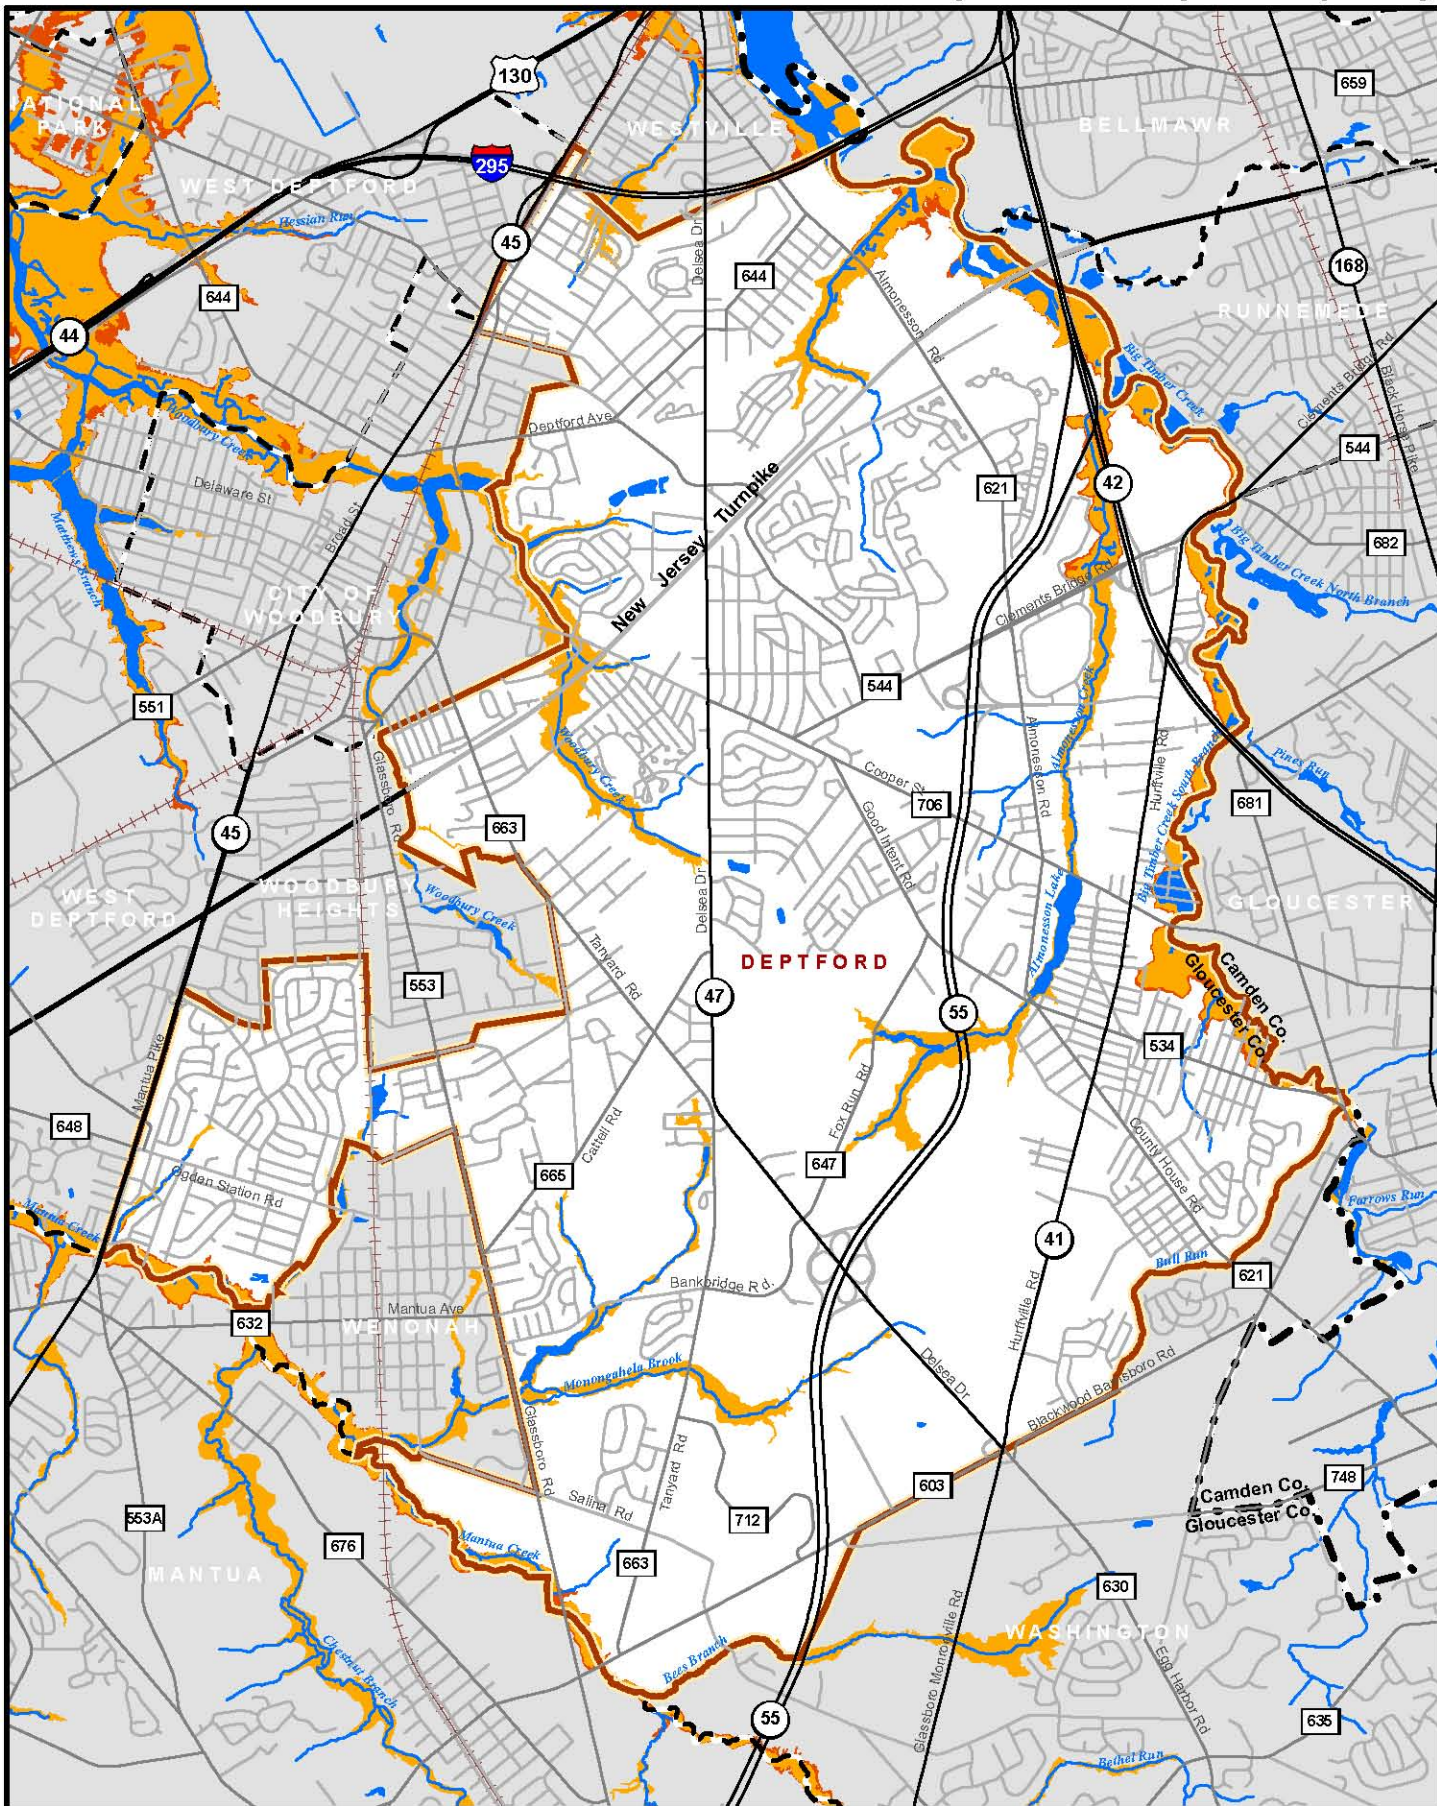 130
659
NATIONAL
PARK
WESTVILLE
BELLMAWR
295
WEST DEPTFORD
Hessian Run
45
Delsea Dr
644
644
168
Almonesson Rd
RUNNEMEDE
44
Big Timber Creek
Clements Bridge Rd
Black Horse Pike
Woodbury Creek
Deptford Ave
544
Delaware St
New Jersey Turnpike
621
42
Broad St
682
Matthews Branch
Big Timber Creek North Branch
CITY OF
WOODBURY
Clements Bridge Rd
544
551
Almonesson Creek
Almonesson Rd
Hurffville Rd
Big Timber Creek South Branch
Pines Run
Woodbury Creek
Glassboro Rd
Cooper St
706
Good Intent Rd
681
663
45
WEST
DEPTFORD
WOODBURY
HEIGHTS
Woodbury Creek
Delsea Dr
Almonesson Lake
GLOUCESTER
Tanyard Rd
DEPTFORD
553
47
55
Camden Co.
Gloucester Co.
534
Mantua Pike
648
Cattell Rd
Fox Run Rd
County House Rd
647
665
Ogden Station Rd
Farrows Run
Mantua Creek
41
Bull Run
621
Bankbridge Rd.
Mantua Ave
632
WENONAH
Hurffville Rd
Monongahela Brook
Delsea Dr
Blackwood Barnsboro Rd
Glassboro Rd
Tanyard Rd
603
748
Camden Co.
Gloucester Co.
Salina Rd
553A
712
676
Mantua Creek
663
MANTUA
630
WASHINGTON
Chestnut Branch
Bees Branch
Glassboro Monroeville Rd
Egg Harbor Rd
55
635
Bethel Run